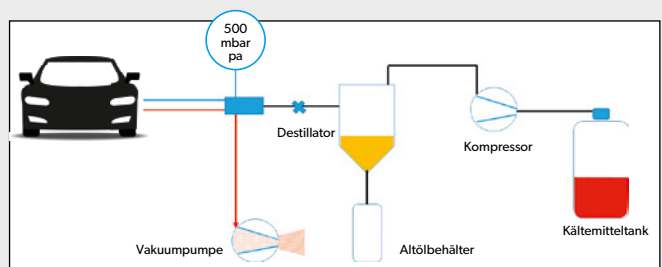 500
mbar
pa
Destillator
Kompressor
Kältemitteltank
Vakuumpumpe
Altölbehälter